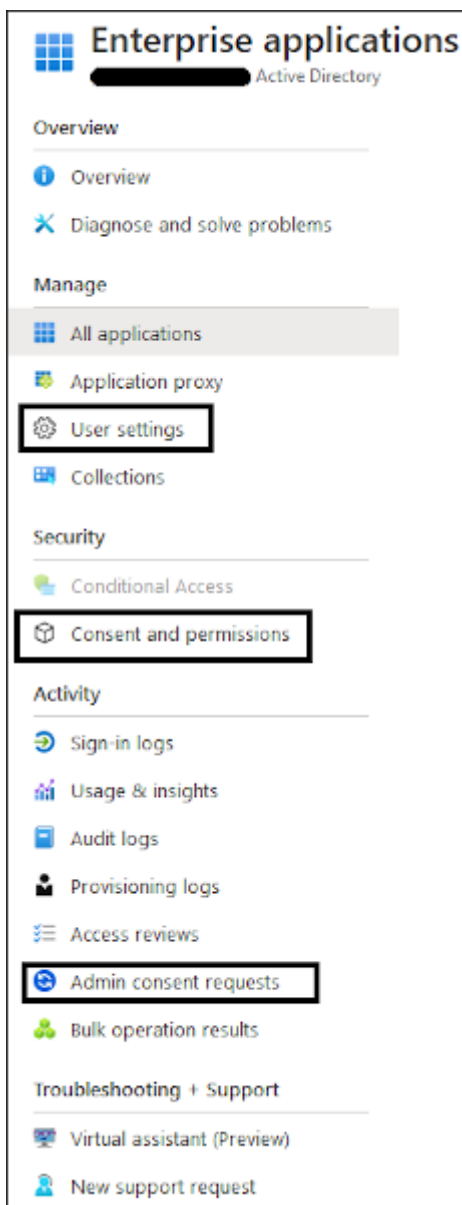 Enterprise applications
Active Directory
Overview
Overview
Diagnose and solve problems
Manage
All applications
Application proxy
User settings
Collections
Security
Conditional Access
Consent and permissions
Activity
Sign-in logs
Usage & insights
Audit logs
Provisioning logs
Access reviews
Admin consent requests
Bulk operation results
Troubleshooting + Support
Virtual assistant (Preview)
New support request